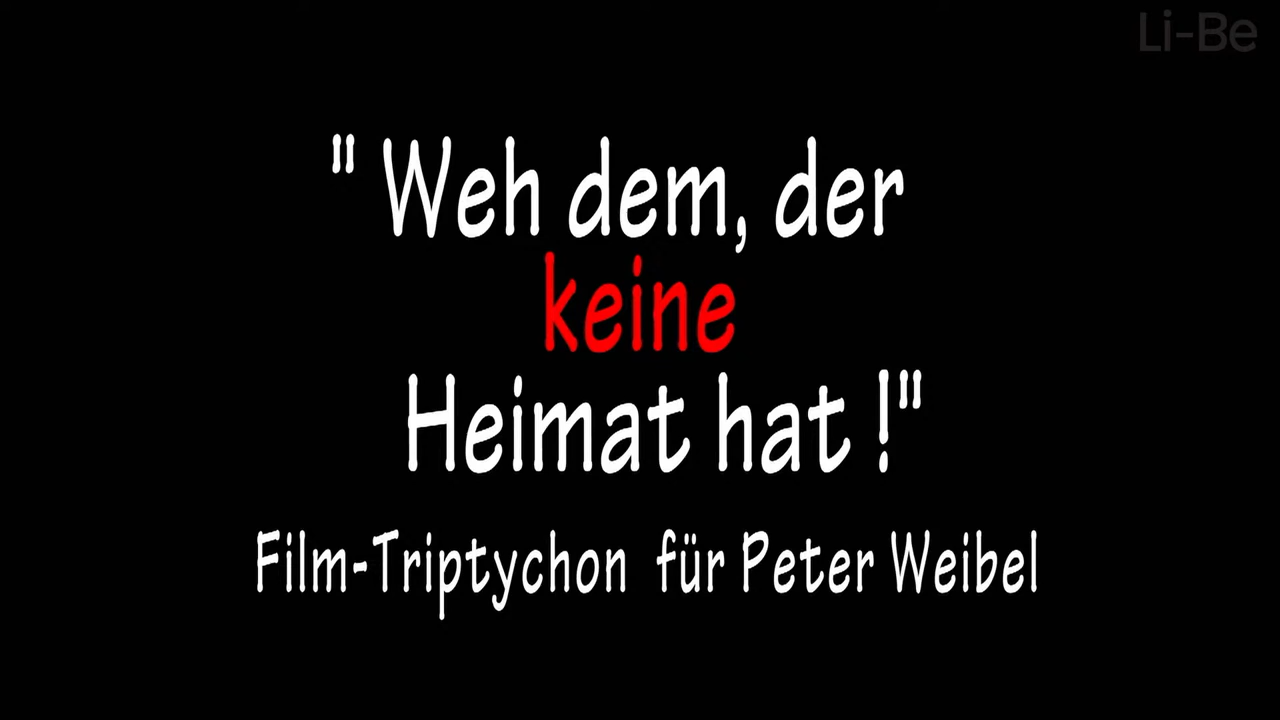 Li-Be
" Weh dem, der
keine
Heimat hat !"
Film-Triptychon für Peter Weibel